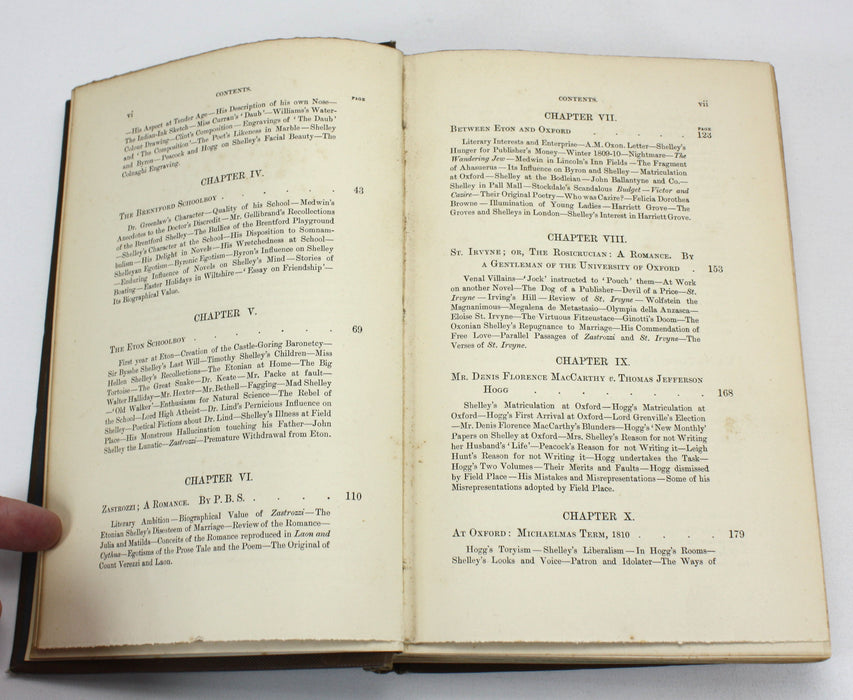 vi
CONTENTS.
PAGE
—His Aspect at Tender Age—His Description of his own Nose—
The Indian-Ink Sketch—Miss Curran's 'Daub'—Williams's Water-
Colour Drawing—Clint's Composition—Engravings of 'The Daub'
and 'The Composition'—The Poet's Likeness in Marble—Shelley
and Byron—Peacock and Hogg on Shelley's Facial Beauty—The
Colnaghi Engraving.
CHAPTER IV.
THE BRENTFORD SCHOOLBOY . . . . . . . 43
Dr. Greenlaw's Character—Quality of his School—Medwin's
Anecdotes to the Doctor's Discredit—Mr. Gellibrand's Recollections
of the Brentford Shelley—The Bullies of the Brentford Playground
—Shelley's Character at the School—His Disposition to Somnam-
bulism—His Delight in Novels—His Wretchedness at School—
Shelleyan Egotism—Byronic Egotism—Byron's Influence on Shelley
—Enduring Influence of Novels on Shelley's Mind—Stories of
Boating—Easter Holidays in Wiltshire—'Essay on Friendship'—
Its Biographical Value.
CHAPTER V.
THE ETON SCHOOLBOY . . . . . . . 69
First year at Eton—Creation of the Castle-Goring Baronetcy—
Sir Bysshe Shelley's Last Will—Timothy Shelley's Children—Miss
Hellen Shelley's Recollections—The Etonian at Home—The Big
Tortoise—The Great Snake—Dr. Keate—Mr. Packe at fault—
Walter Halliday—Mr. Hexter—Mr. Bethell—Fagging—Mad Shelley
—'Old Walker'—Enthusiasm for Natural Science—The Rebel of
the School—Lord High Atheist—Dr. Lind's Pernicious Influence on
Shelley—Poetical Fictions about Dr. Lind—Shelley's Illness at Field
Place—His Monstrous Hallucination touching his Father—John
Shelley the Lunatic—Zastrozzi—Premature Withdrawal from Eton.
CHAPTER VI.
ZASTROZZI; A ROMANCE. BY P. B. S. . . . . 110
Literary Ambition—Biographical Value of Zastrozzi—The
Etonian Shelley's Disesteem of Marriage—Review of the Romance—
Julia and Matilda—Conceits of the Romance reproduced in Laon and
Cythna—Egotisms of the Prose Tale and the Poem—The Original of
Count Verezzi and Laon.
CONTENTS.
vii
CHAPTER VII.
PAGE
BETWEEN ETON AND OXFORD . . . . . . 123
Literary Interests and Enterprise—A.M. Oxon. Letter—Shelley's
Hunger for Publisher's Money—Winter 1809-10—Nightmare—The
Wandering Jew—Medwin in Lincoln's Inn Fields—The Fragment
of Ahasuerus—Its Influence on Byron and Shelley—Matriculation
at Oxford—Shelley at the Bodleian—John Ballantyne and Co.—
Shelley in Pall Mall—Stockdale's Scandalous Budget—Victor and
Cazire—Their Original Poetry—Who was Cazire?—Felicia Dorothea
Browne—Illumination of Young Ladies—Harriett Grove—The
Groves and Shelleys in London—Shelley's Interest in Harriett Grove.
CHAPTER VIII.
ST. IRVYNE; OR, THE ROSICRUCIAN: A ROMANCE. BY
A GENTLEMAN OF THE UNIVERSITY OF OXFORD . 153
Venal Villains—'Jock' instructed to 'Pouch' them—At Work
on another Novel—The Dog of a Publisher—Devil of a Price—St.
Irvyne—Irving's Hill—Review of St. Irvyne—Wolfstein the
Magnanimous—Megalena de Metastasio—Olympia della Anzasca—
Eloise St. Irvyne—The Virtuous Fitzeustace—Ginotti's Doom—The
Oxonian Shelley's Repugnance to Marriage—His Commendation of
Free Love—Parallel Passages of Zastrozzi and St. Irvyne—The
Verses of St. Irvyne.
CHAPTER IX.
MR. DENIS FLORENCE MACCARTHY v. THOMAS JEFFERSON
HOGG . . . . . . . . 168
Shelley's Matriculation at Oxford—Hogg's Matriculation at
Oxford—Hogg's First Arrival at Oxford—Lord Grenville's Election
—Mr. Denis Florence MacCarthy's Blunders—Hogg's 'New Monthly'
Papers on Shelley at Oxford—Mrs. Shelley's Reason for not Writing
her Husband's 'Life'—Peacock's Reason for not Writing it—Leigh
Hunt's Reason for not Writing it—Hogg undertakes the Task—
Hogg's Two Volumes—Their Merits and Faults—Hogg dismissed
by Field Place—His Mistakes and Misrepresentations—Some of his
Misrepresentations adopted by Field Place.
CHAPTER X.
AT OXFORD: MICHAELMAS TERM, 1810 . . . . 179
Hogg's Toryism—Shelley's Liberalism—In Hogg's Rooms—
Shelley's Looks and Voice—Patron and Idolater—The Ways of